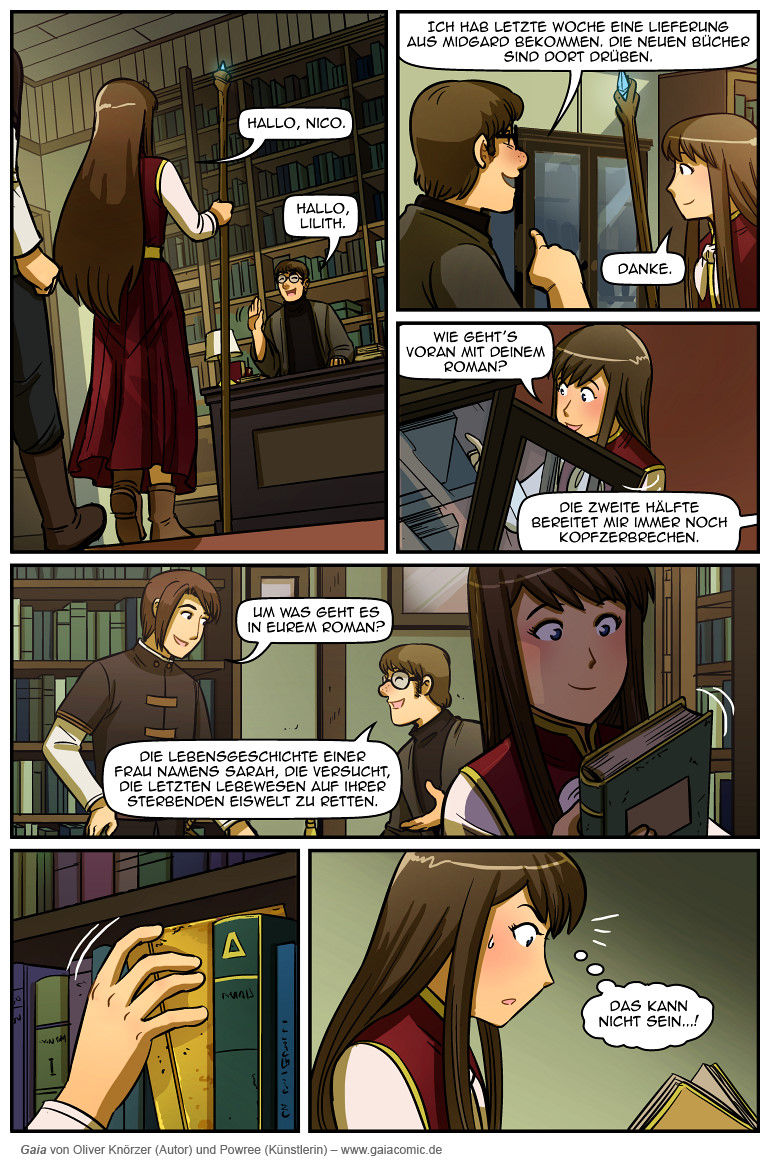 HALLO, NICO.
HALLO,
LILITH.
ICH HAB LETZTE WOCHE EINE LIEFERUNG
AUS MIDGARD BEKOMMEN. DIE NEUEN BÜCHER
SIND DORT DRÜBEN.
DANKE.
WIE GEHT'S
VORAN MIT DEINEM
ROMAN?
DIE ZWEITE HÄLFTE
BEREITET MIR IMMER NOCH
KOPFZERBRECHEN.
UM WAS GEHT ES
IN EUREM ROMAN?
DIE LEBENSGESCHICHTE EINER
FRAU NAMENS SARAH, DIE VERSUCHT,
DIE LETZTEN LEBEWESEN AUF IHRER
STERBENDEN EISWELT ZU RETTEN.
I
DAS KANN
NICHT SEIN...!
Gaia von Oliver Knörzer (Autor) und Powree (Künstlerin) – www.gaiacomic.de